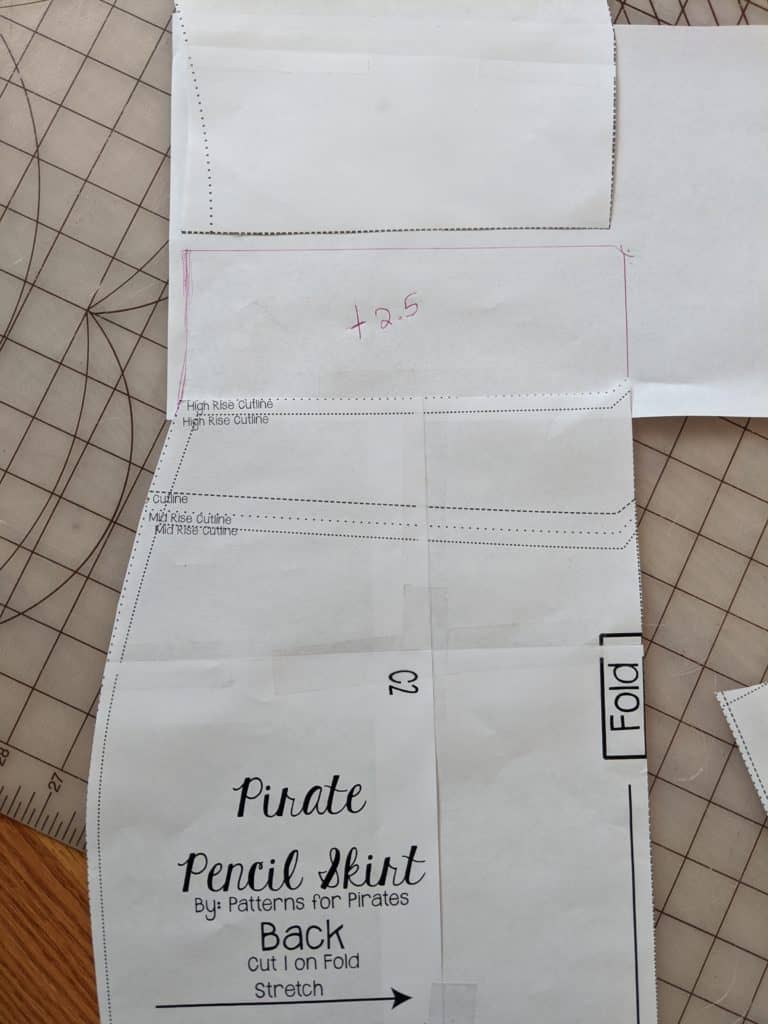 +2.5
High Rise Cutline
High Rise Cutline
Cutline
Mid Rise Cutline
Mid Rise Cutline
Fold
C2
Pirate
Pencil Skirt
By: Patterns for Pirates
Back
Cut 1 on Fold
Stretch
28
27